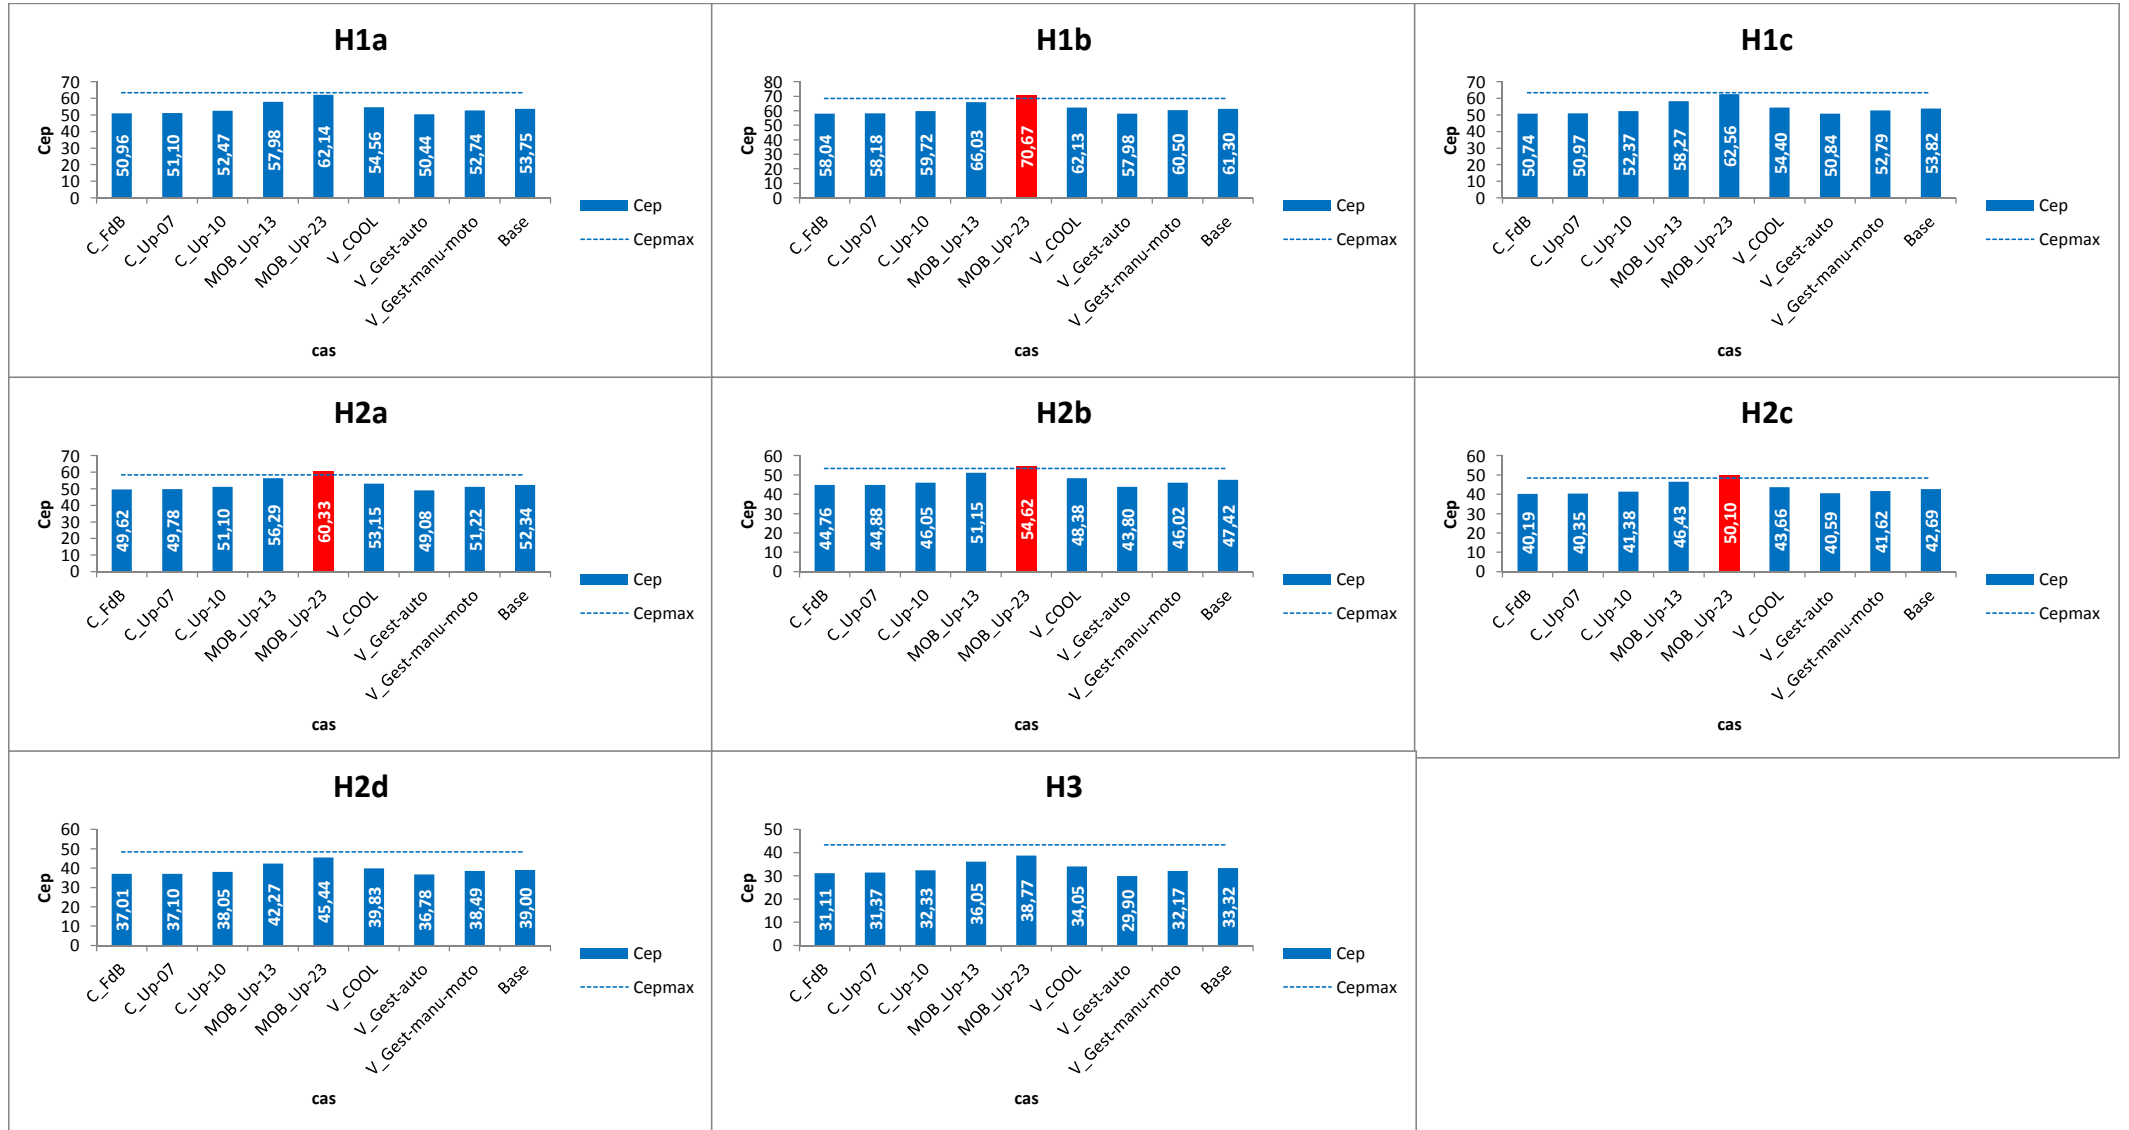 H1a
70
60
50
40
30
20
10
0
Cep
50,96
51,10
52,47
57,98
62,14
54,56
50,44
52,74
53,75
C_FdB
C_Up-07
C_Up-10
MOB_Up-13
MOB_Up-23
V_COOL
V_Gest-auto
V_Gest-manu-moto
Base
cas
Cep
Cepmax
H1b
80
70
60
50
40
30
20
10
0
Cep
58,04
58,18
59,72
66,03
70,67
62,13
57,98
60,50
61,30
C_FdB
C_Up-07
C_Up-10
MOB_Up-13
MOB_Up-23
V_COOL
V_Gest-auto
V_Gest-manu-moto
Base
cas
Cep
Cepmax
H1c
70
60
50
40
30
20
10
0
Cep
50,74
50,97
52,37
58,27
62,56
54,40
50,84
52,79
53,82
C_FdB
C_Up-07
C_Up-10
MOB_Up-13
MOB_Up-23
V_COOL
V_Gest-auto
V_Gest-manu-moto
Base
cas
Cep
Cepmax
H2a
70
60
50
40
30
20
10
0
Cep
49,62
49,78
51,10
56,29
60,33
53,15
49,08
51,22
52,34
C_FdB
C_Up-07
C_Up-10
MOB_Up-13
MOB_Up-23
V_COOL
V_Gest-auto
V_Gest-manu-moto
Base
cas
Cep
Cepmax
H2b
60
50
40
30
20
10
0
Cep
44,76
44,88
46,05
51,15
54,62
48,38
43,80
46,02
47,42
C_FdB
C_Up-07
C_Up-10
MOB_Up-13
MOB_Up-23
V_COOL
V_Gest-auto
V_Gest-manu-moto
Base
cas
Cep
Cepmax
H2c
60
50
40
30
20
10
0
Cep
40,19
40,35
41,38
46,43
50,10
43,66
40,59
41,62
42,69
C_FdB
C_Up-07
C_Up-10
MOB_Up-13
MOB_Up-23
V_COOL
V_Gest-auto
V_Gest-manu-moto
Base
cas
Cep
Cepmax
H2d
60
50
40
30
20
10
0
Cep
37,01
37,10
38,05
42,27
45,44
39,83
36,78
38,49
39,00
C_FdB
C_Up-07
C_Up-10
MOB_Up-13
MOB_Up-23
V_COOL
V_Gest-auto
V_Gest-manu-moto
Base
cas
Cep
Cepmax
H3
50
40
30
20
10
0
Cep
31,11
31,37
32,33
36,05
38,77
34,05
29,90
32,17
33,32
C_FdB
C_Up-07
C_Up-10
MOB_Up-13
MOB_Up-23
V_COOL
V_Gest-auto
V_Gest-manu-moto
Base
cas
Cep
Cepmax